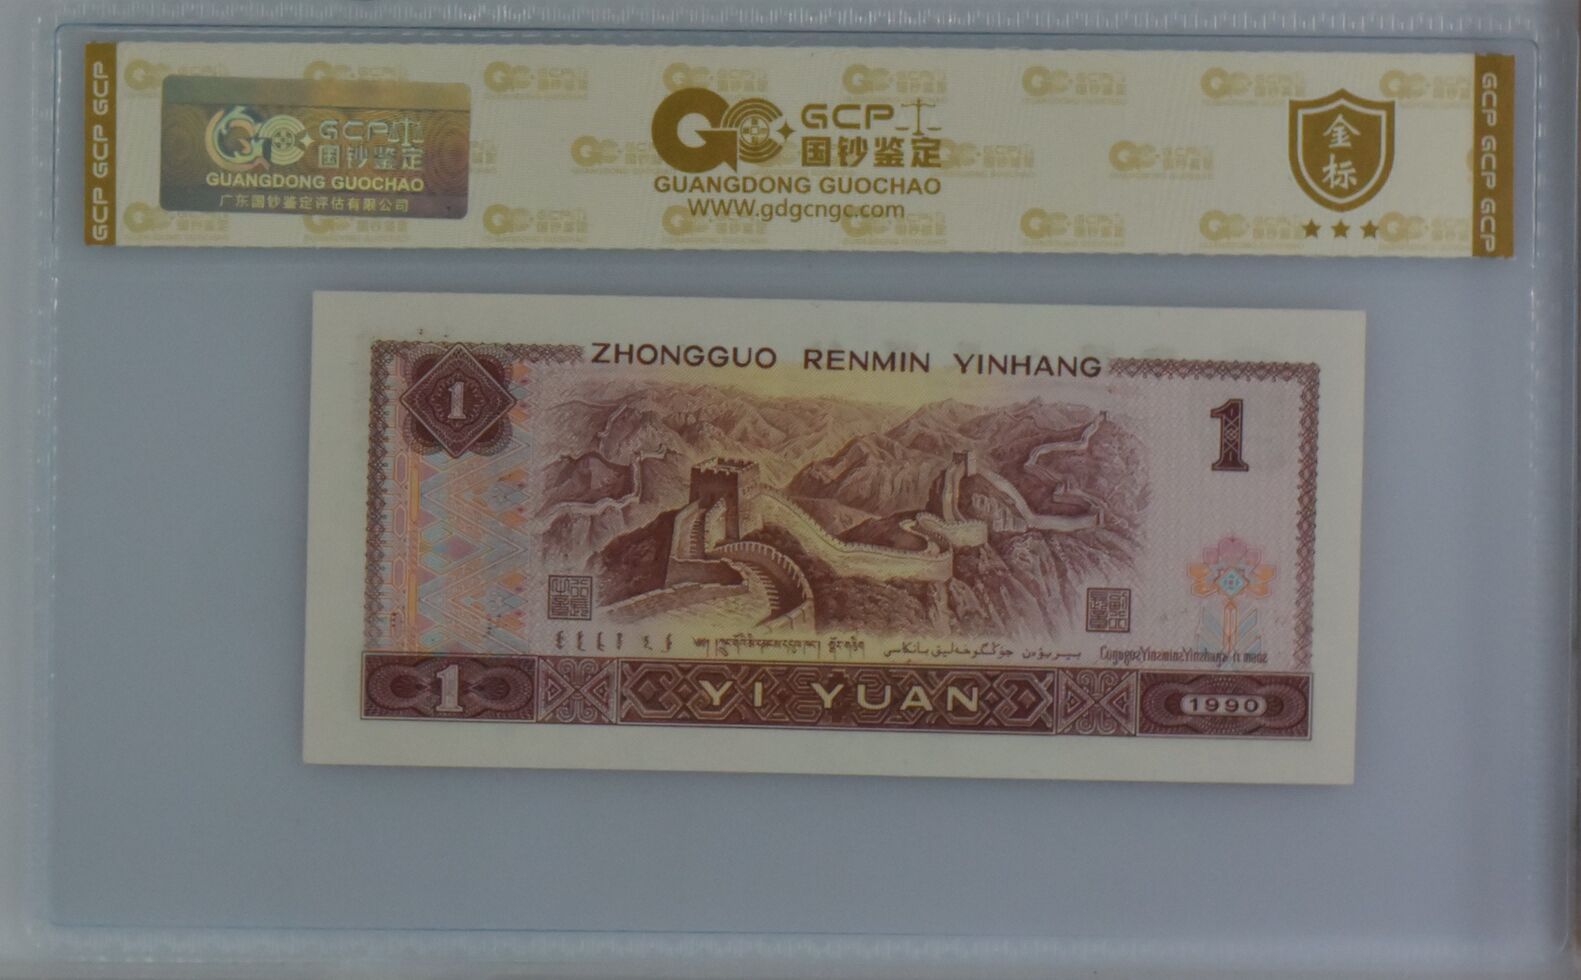 GCP GCP GCP
GCP
国钞鉴定
GUANGDONG GUOCHAO
广东国钞鉴定评估有限公司
GCP
国钞鉴定
GUANGDONG GUOCHAO
www.gdgcngc.com
金
标
GCP GCP GCP
ZHONGGUO RENMIN YINHANG
1
1
1
YI YUAN
1990